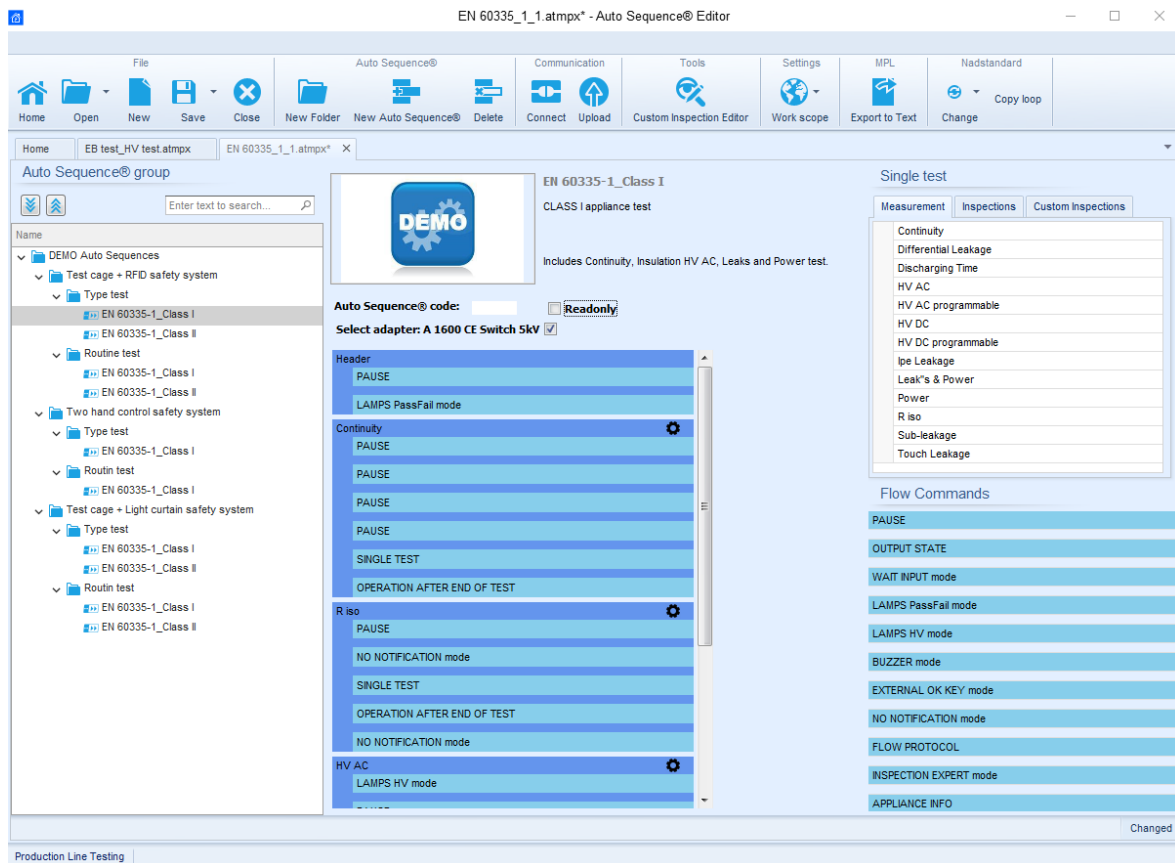 EN 60335_1_1.atmpx* - Auto Sequence® Editor
File
Auto Sequence®
Communication
Tools
Settings
MPL
Nadstandard
Home
Open
New
Save
Close
New Folder
New Auto Sequence®
Delete
Connect
Upload
Custom Inspection Editor
Work scope
Export to Text
Change
Copy loop
Home
EB test_HV test.atmpx
EN 60335_1_1.atmpx*
Auto Sequence® group
Enter text to search...
Name
DEMO Auto Sequences
Test cage + RFID safety system
Type test
EN 60335-1_Class I
EN 60335-1_Class II
Routine test
EN 60335-1_Class I
EN 60335-1_Class II
Two hand control safety system
Type test
EN 60335-1_Class I
Routin test
EN 60335-1_Class I
Test cage + Light curtain safety system
Type test
EN 60335-1_Class I
EN 60335-1_Class II
Routin test
EN 60335-1_Class I
EN 60335-1_Class II
DEMO
EN 60335-1_Class I
CLASS I appliance test
Includes Continuity, Insulation HV AC, Leaks and Power test.
Auto Sequence® code:
Readonly
Select adapter: A 1600 CE Switch 5kV
Header
PAUSE
LAMPS PassFail mode
Continuity
PAUSE
PAUSE
PAUSE
PAUSE
SINGLE TEST
OPERATION AFTER END OF TEST
R iso
PAUSE
NO NOTIFICATION mode
SINGLE TEST
OPERATION AFTER END OF TEST
NO NOTIFICATION mode
HV AC
LAMPS HV mode
Single test
Measurement
Inspections
Custom Inspections
Continuity
Differential Leakage
Discharging Time
HV AC
HV AC programmable
HV DC
HV DC programmable
Ipe Leakage
Leak"s & Power
Power
R iso
Sub-leakage
Touch Leakage
Flow Commands
PAUSE
OUTPUT STATE
WAIT INPUT mode
LAMPS PassFail mode
LAMPS HV mode
BUZZER mode
EXTERNAL OK KEY mode
NO NOTIFICATION mode
FLOW PROTOCOL
INSPECTION EXPERT mode
APPLIANCE INFO
Changed
Production Line Testing